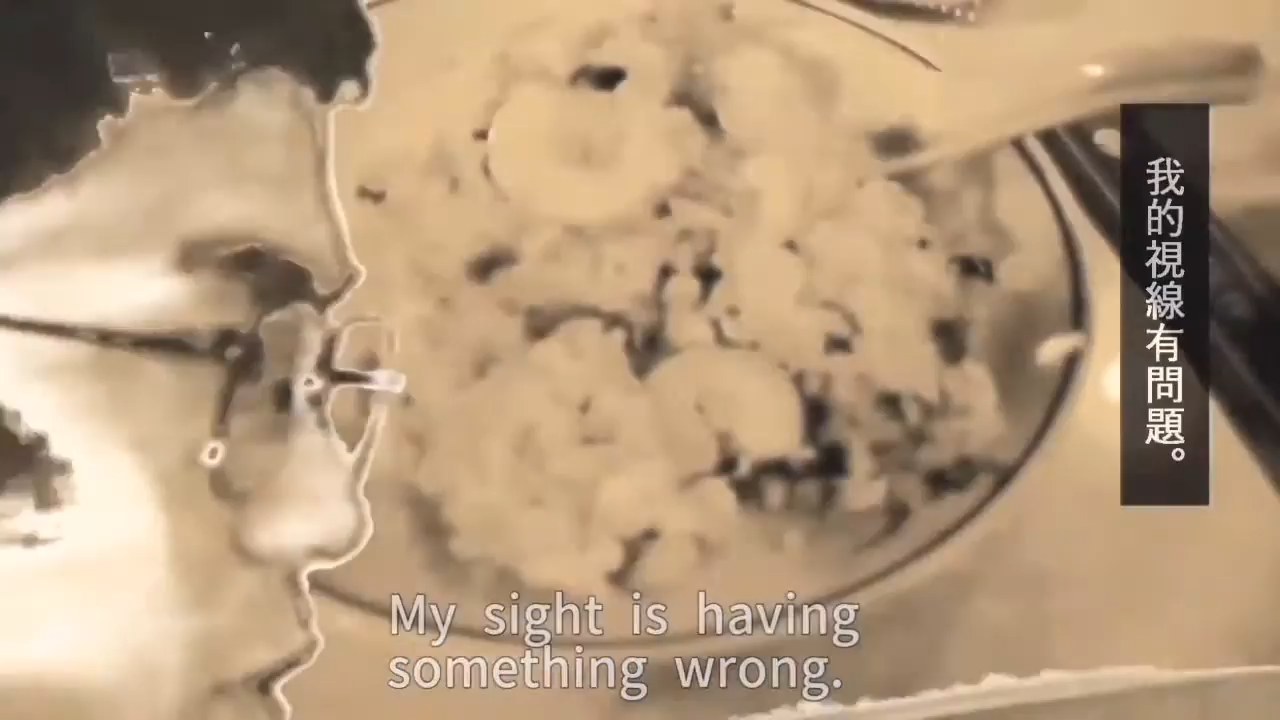 我的視線有問題。
My sight is having
something wrong.